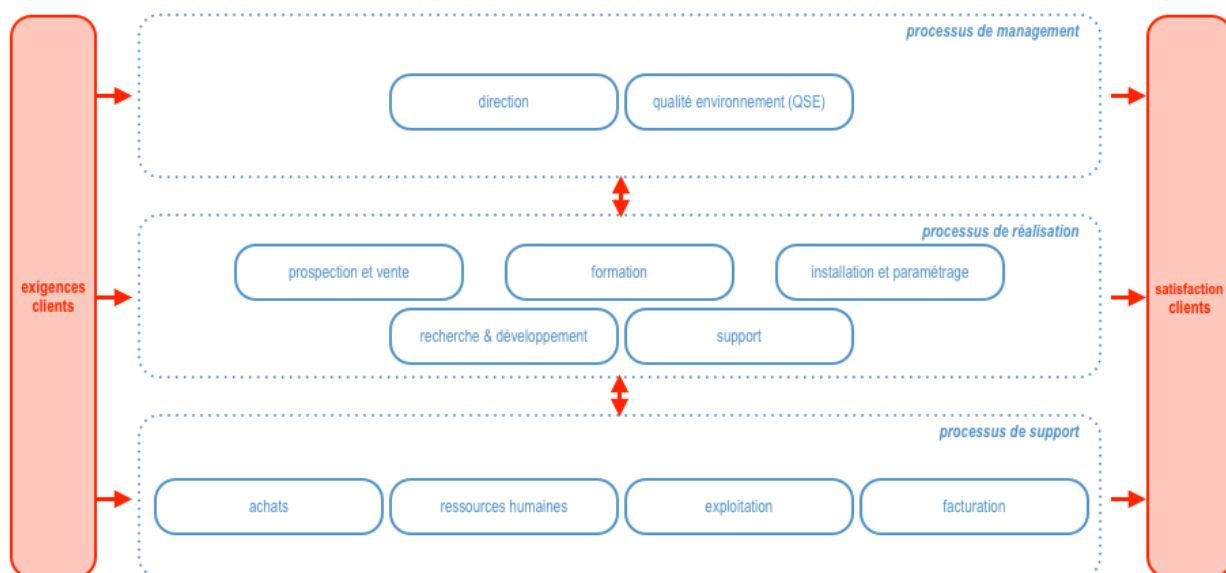 processus de management
direction
qualité environnement (QSE)
processus de réalisation
prospection et vente
formation
installation et paramétrage
exigences
clients
satisfaction
clients
recherche & développement
support
processus de support
achats
ressources humaines
exploitation
facturation